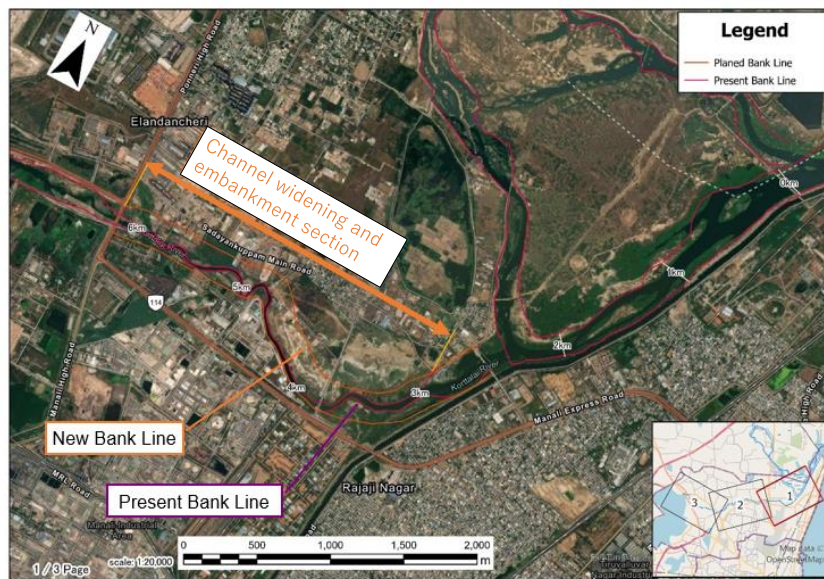 N
Legend
Planed Bank Line
Present Bank Line
Ponneri High Road
Elandancheri
Channel widening and
embankment section
0km
6km
Sadayankuppam Main Road
1km
5km
114
2km
Manali High Road
Korttalai River
4km
3km
Manali Express Road
New Bank Line
MRL Road
Rajaji Nagar
Present Bank Line
Manali Industrial
Area
1 / 3 Page
scale: 1:20,000
0
500
1,000
1,500
2,000
m
3
2
1
Map data
OpenStreetMap